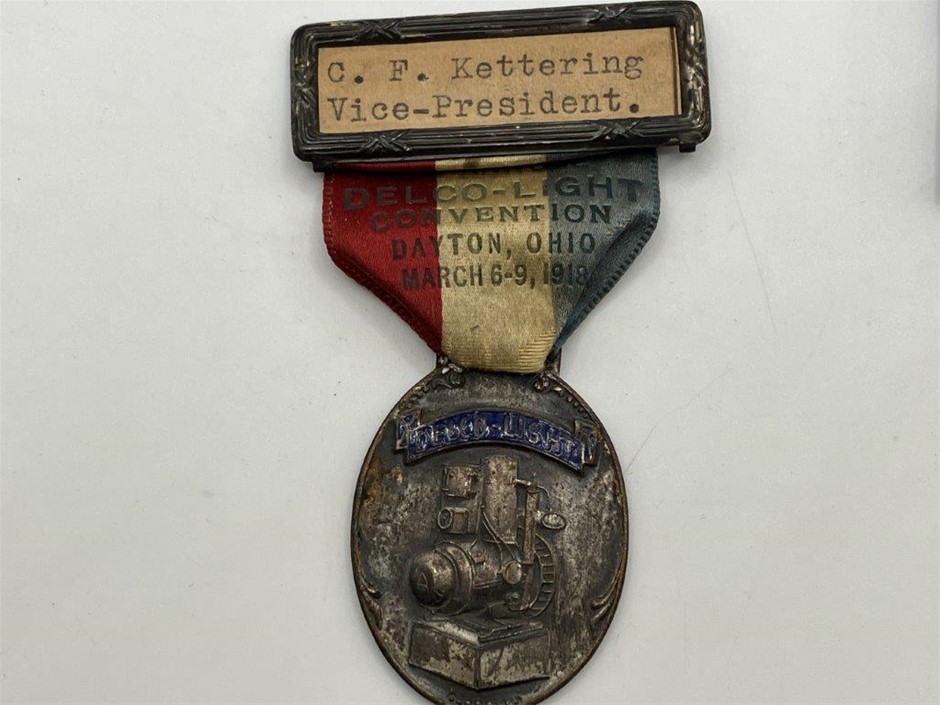 C. F. Kettering
Vice-President.
DELCO-LIGHT
CONVENTION
DAYTON, OHIO
MARCH 6-9, 1918
DELCO-LIGHT